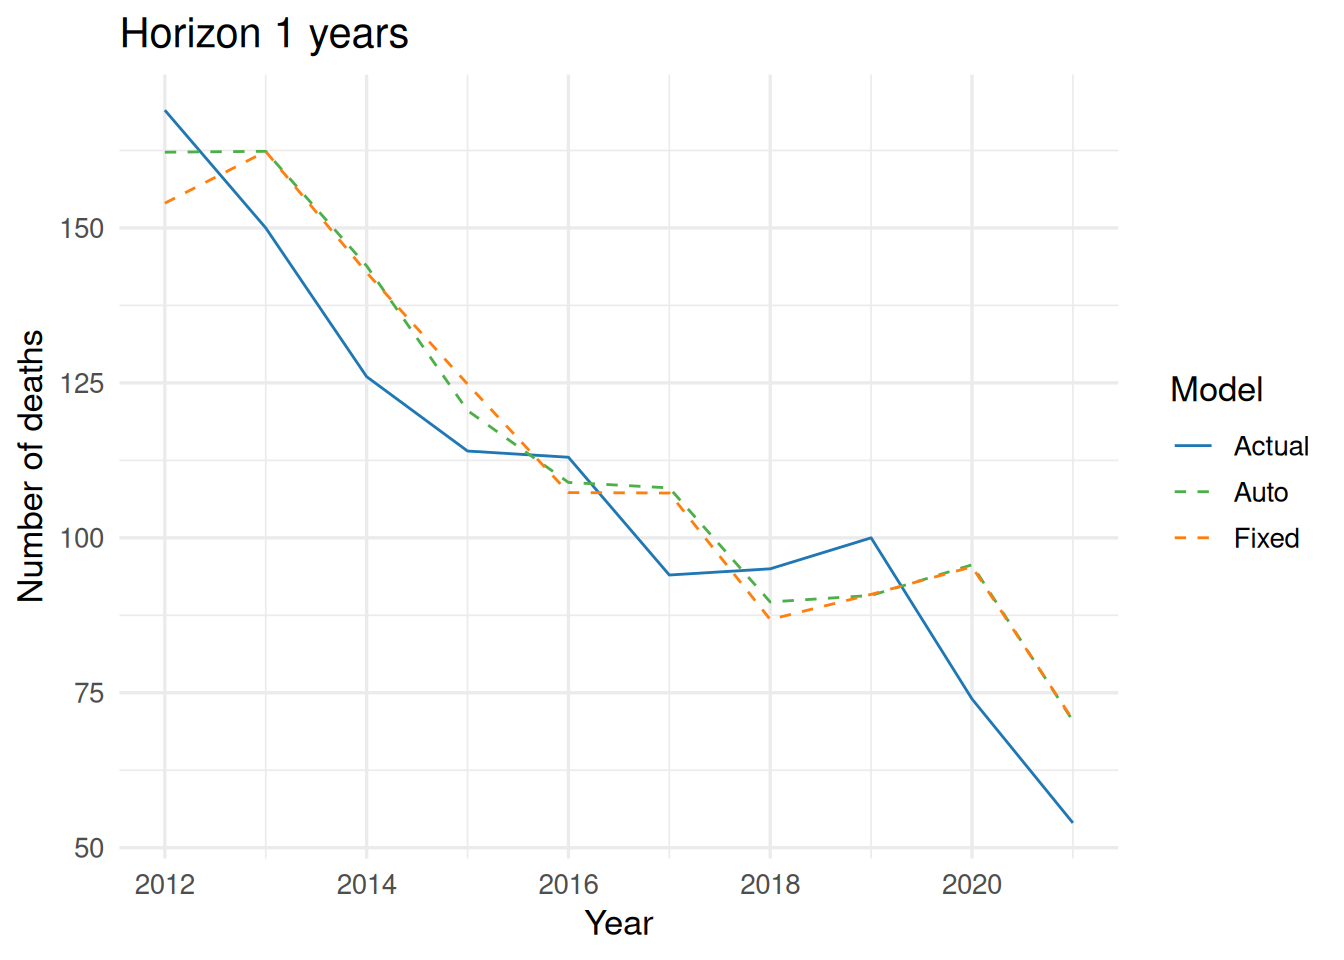 Horizon 1 years
Number of deaths
150
125
100
75
50
2012
2014
2016
2018
2020
Year
Model
Actual
Auto
Fixed